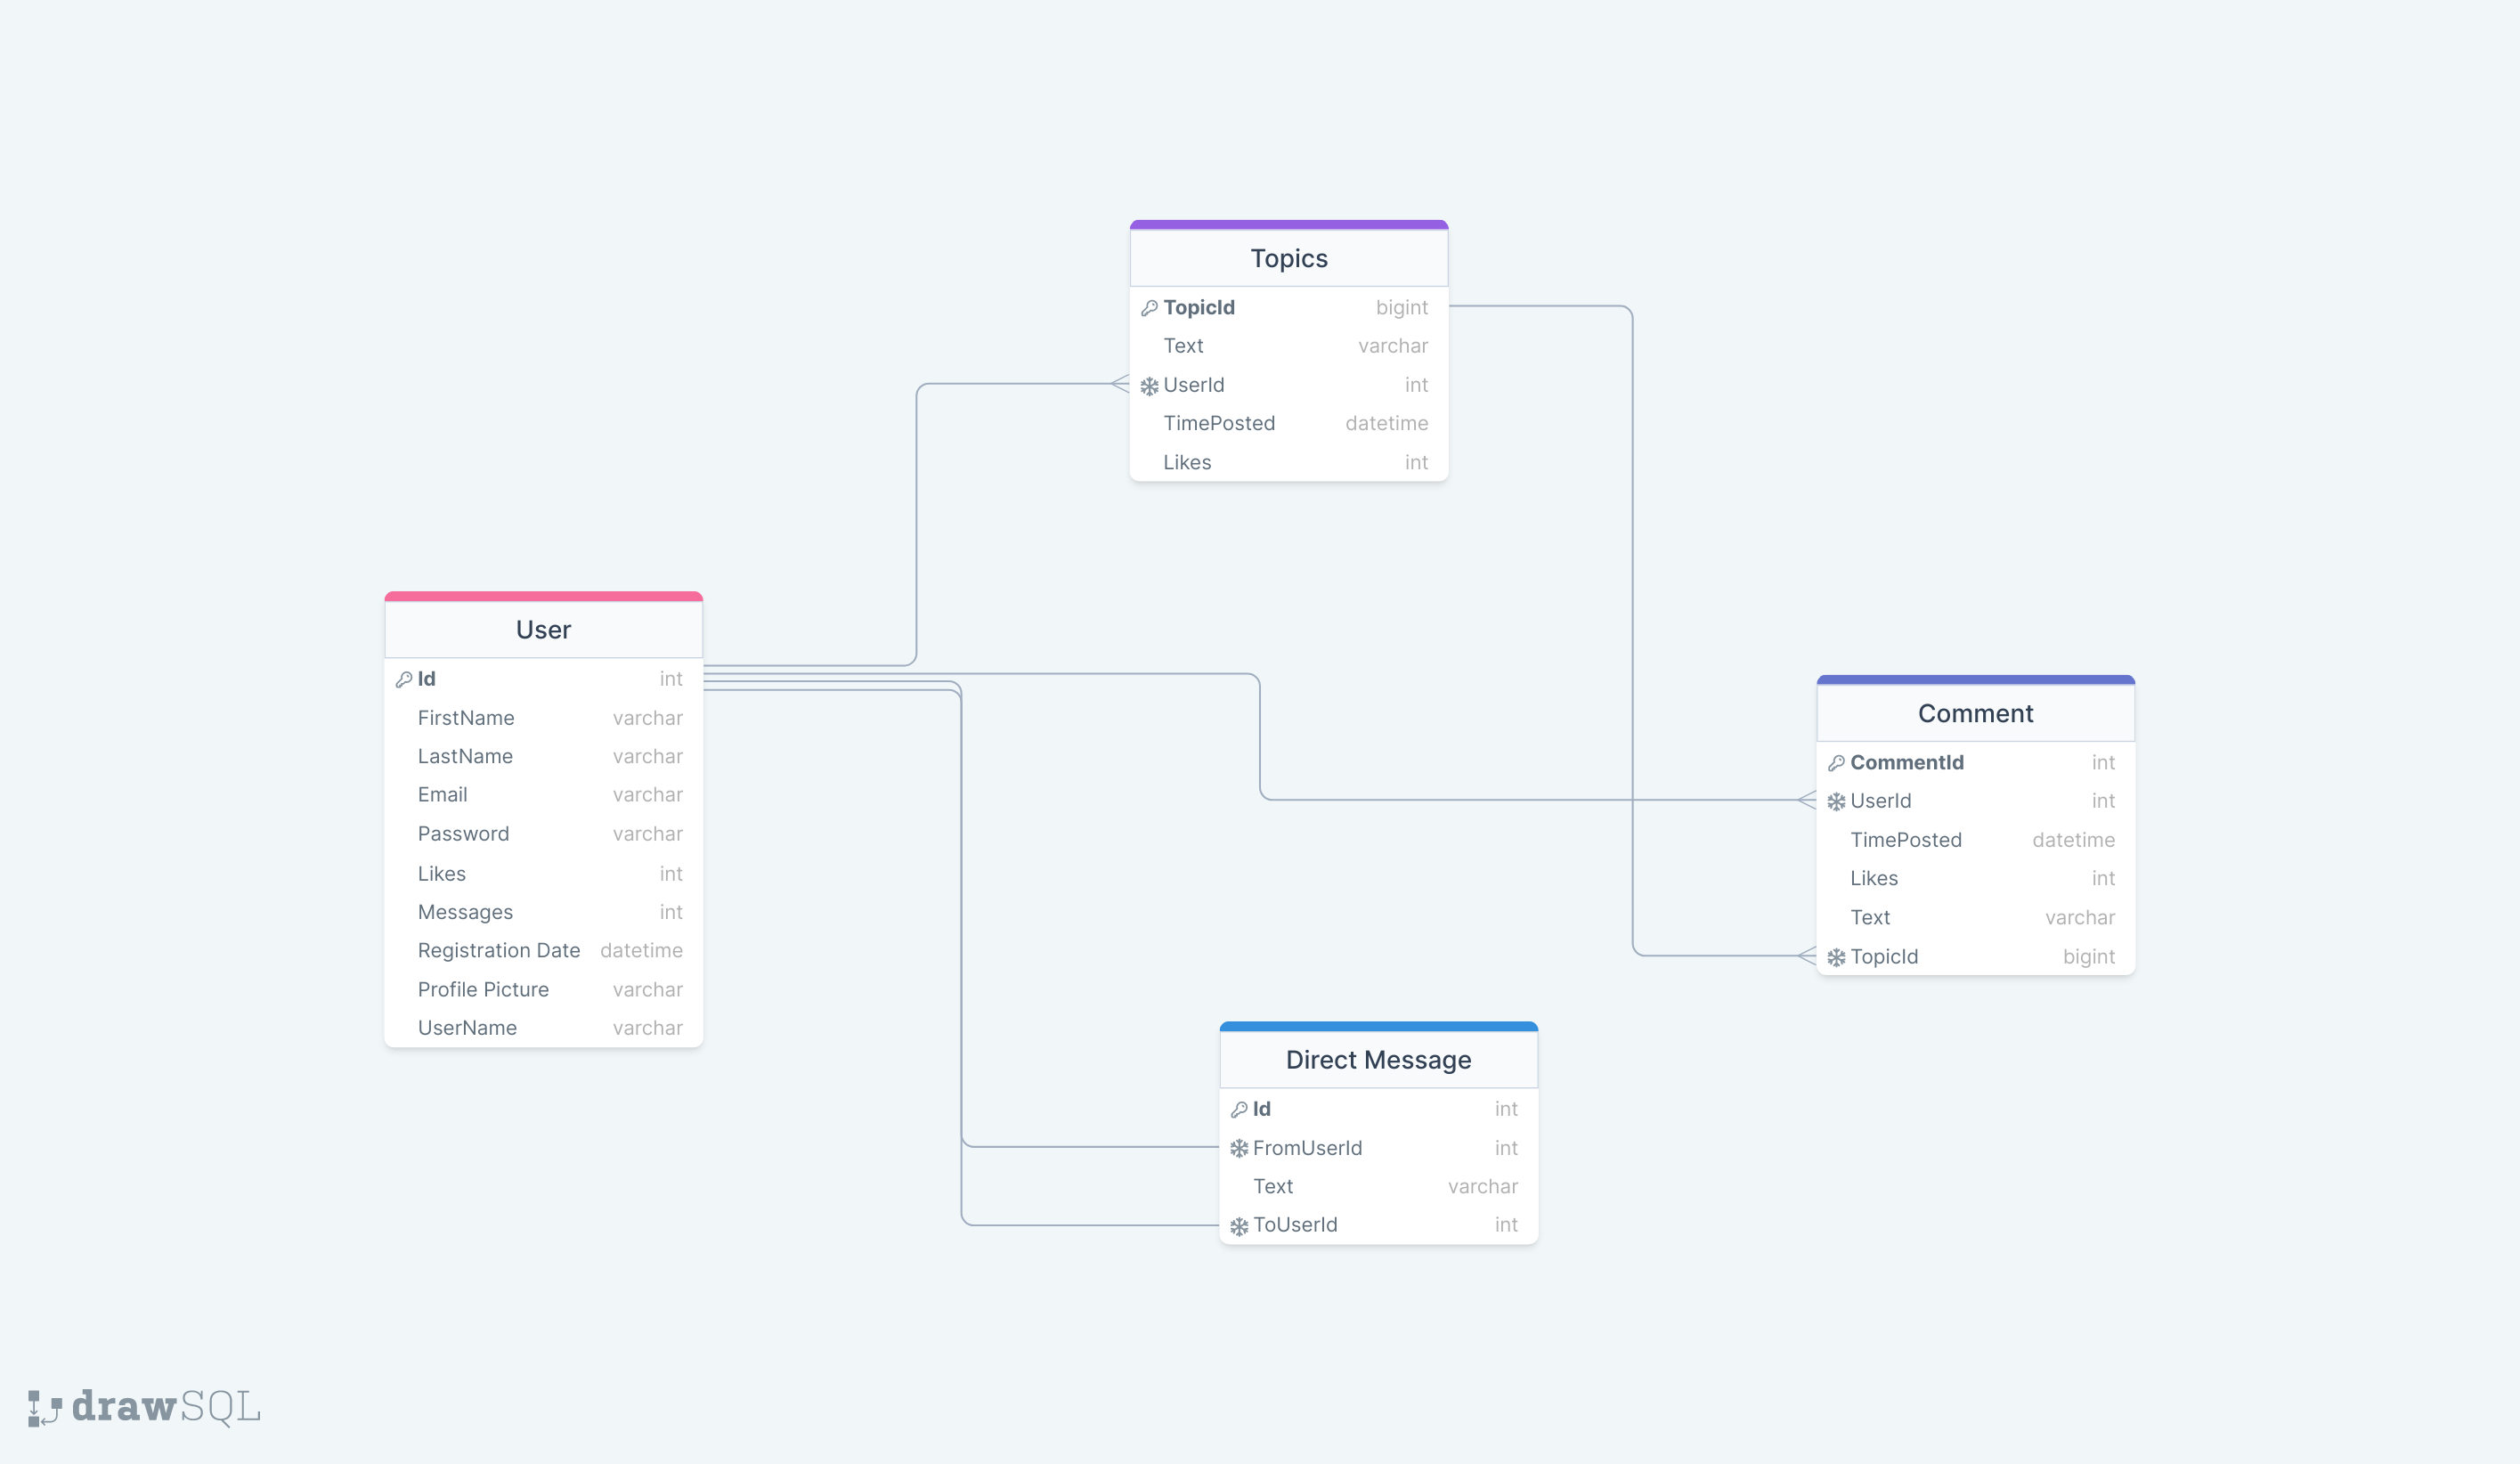 Topics
TopicId bigint
Text varchar
UserId int
TimePosted datetime
Likes int
User
Id int
FirstName varchar
LastName varchar
Email varchar
Password varchar
Likes int
Messages int
Registration Date datetime
Profile Picture varchar
UserName varchar
Comment
CommentId int
UserId int
TimePosted datetime
Likes int
Text varchar
TopicId bigint
Direct Message
Id int
FromUserId int
Text varchar
ToUserId int
drawSQL